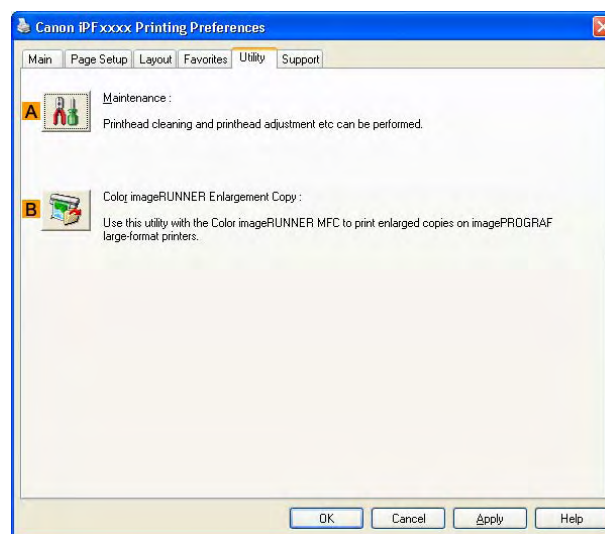 Canon iPFxxxx Printing Preferences
Main Page Setup Layout Favorites Utility Support
A
Maintenance :
Printhead cleaning and printhead adjustment etc can be performed.
B
Color imageRUNNER Enlargement Copy :
Use this utility with the Color imageRUNNER MFC to print enlarged copies on imagePROGRAF
large-format printers.
OK Cancel Apply Help